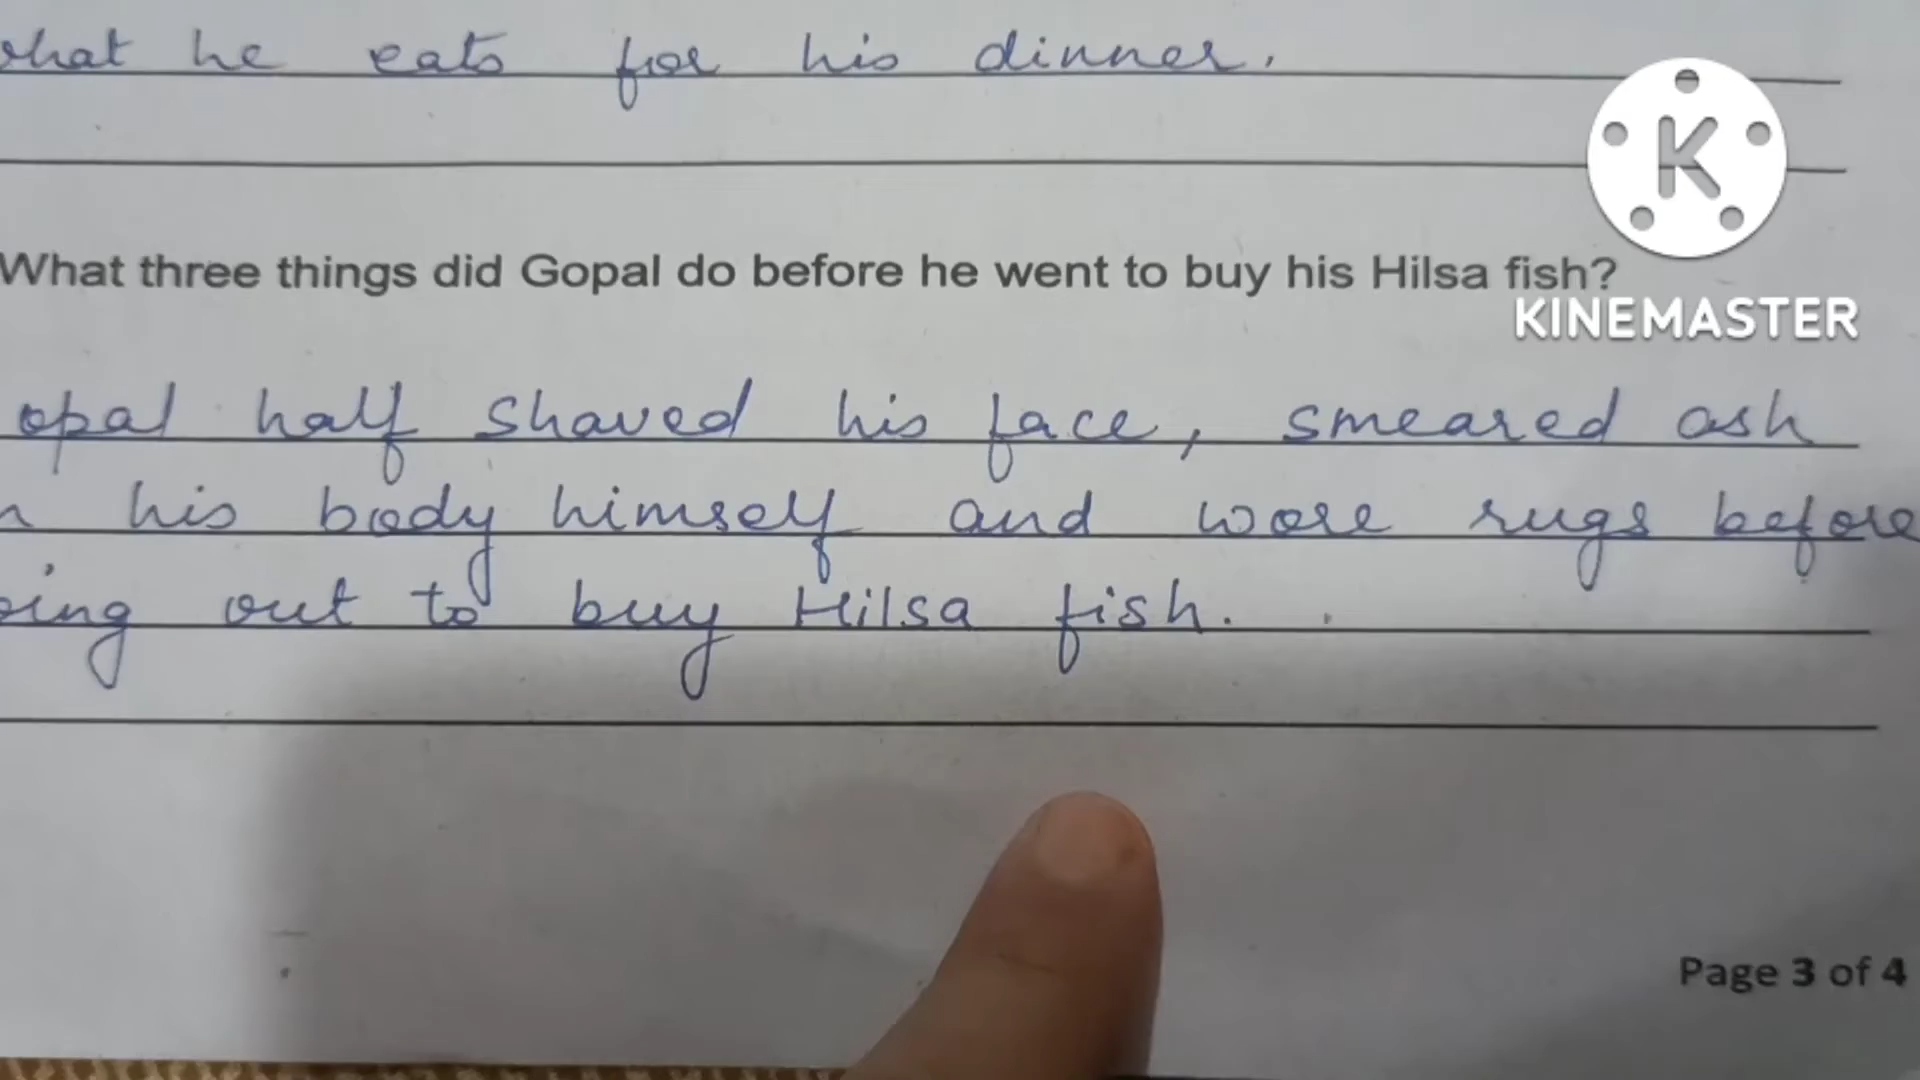 what he eats for his dinner.
What three things did Gopal do before he went to buy his Hilsa fish?
KINEMASTER
opal half shaved his face, smeared ash
n his body himself and wore rugs before
oing out to buy Hilsa fish.
Page 3 of 4